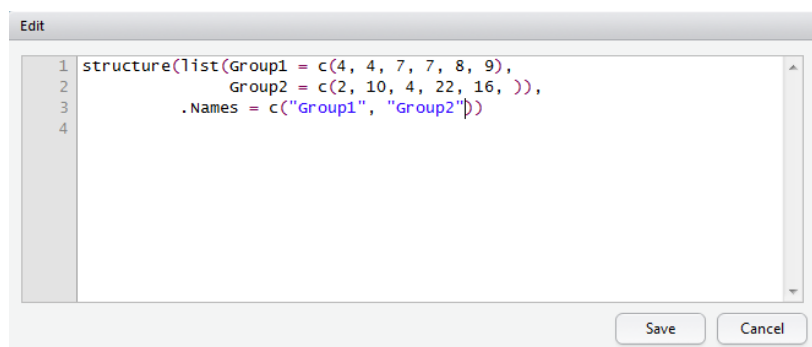 Edit
1 structure(list(Group1 = c(4, 4, 7, 7, 8, 9),
2 Group2 = c(2, 10, 4, 22, 16, )),
3 .Names = c("Group1", "Group2"))
4
Save Cancel